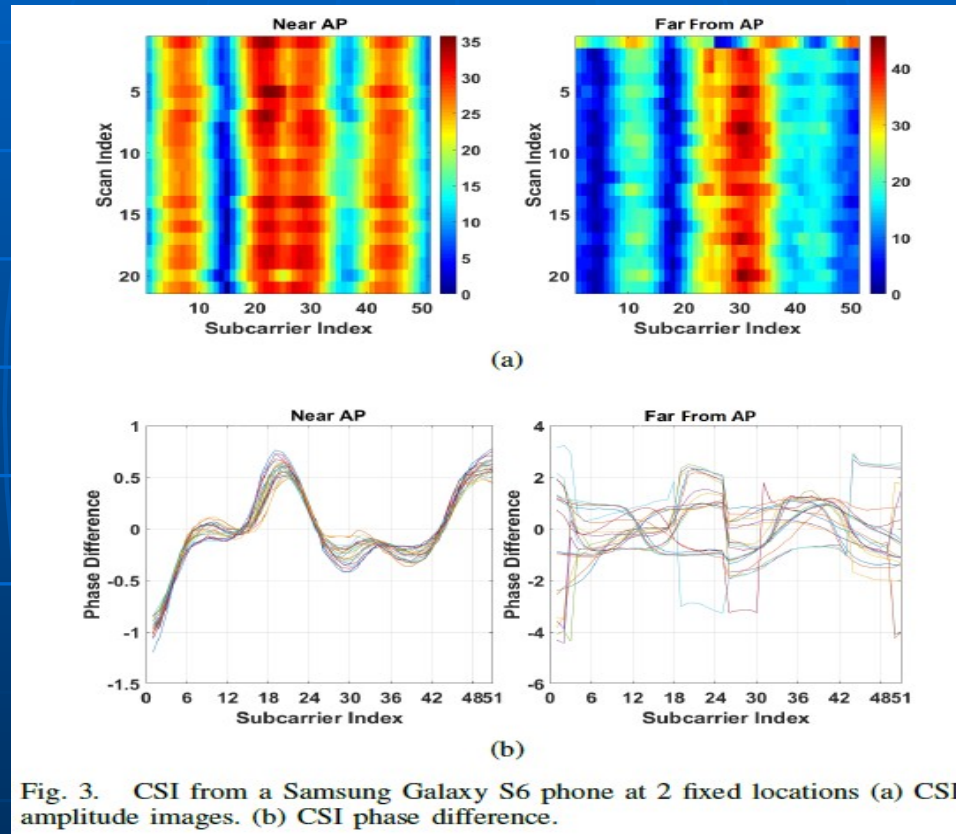 Near AP
Far From AP
Scan Index
5
10
15
20
10 20 30 40 50
Subcarrier Index
35
30
25
20
15
10
5
0
5
10
15
20
10 20 30 40 50
Subcarrier Index
40
30
20
10
0
(a)
Near AP
Far From AP
Phase Difference
1
0.5
0
-0.5
-1
-1.5
0 6 12 18 24 30 36 42 4851
Subcarrier Index
Phase Difference
4
2
0
-2
-4
-6
0 6 12 18 24 30 36 42 4851
Subcarrier Index
(b)
Fig. 3. CSI from a Samsung Galaxy S6 phone at 2 fixed locations (a) CSI
amplitude images. (b) CSI phase difference.